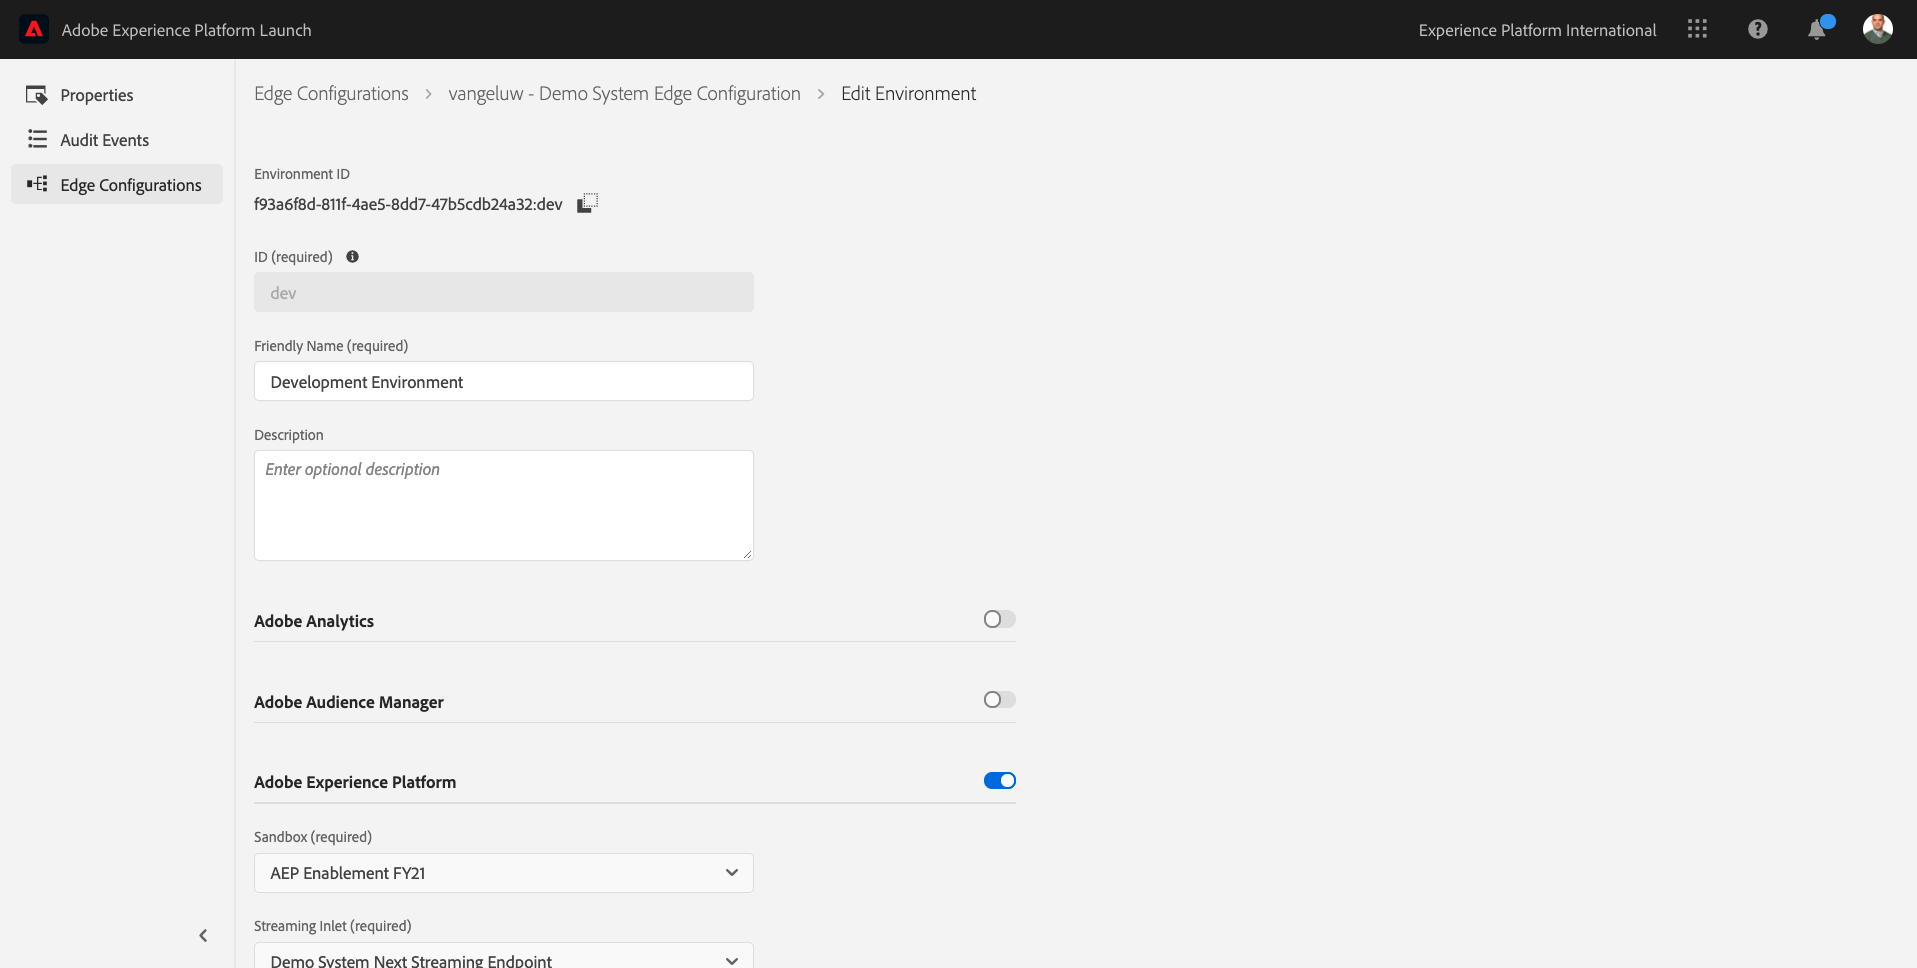 Adobe Experience Platform Launch
Experience Platform International
Properties
Audit Events
Edge Configurations
Edge Configurations > vangeluw - Demo System Edge Configuration > Edit Environment
Environment ID
f93a6f8d-811f-4ae5-8dd7-47b5cdb24a32:dev
ID (required)
dev
Friendly Name (required)
Development Environment
Description
Enter optional description
Adobe Analytics
Adobe Audience Manager
Adobe Experience Platform
Sandbox (required)
AEP Enablement FY21
Streaming Inlet (required)
Demo System Next Streaming Endpoint